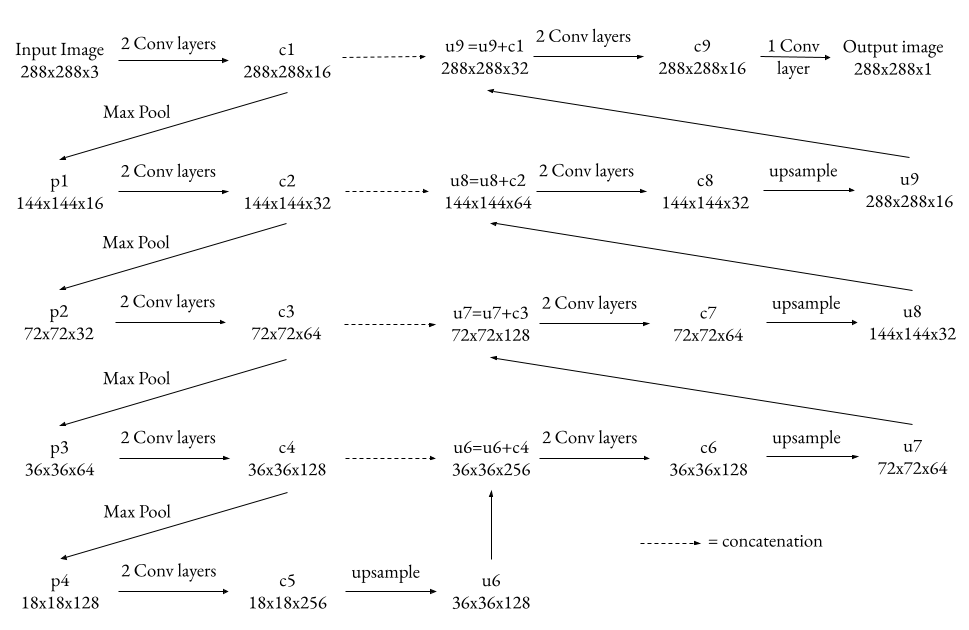 Input Image
288x288x3
2 Conv layers
c1
288x288x16
u9 =u9+c1
288x288x32
2 Conv layers
c9
288x288x16
1 Conv
layer
Output image
288x288x1
Max Pool
p1
144x144x16
2 Conv layers
c2
144x144x32
u8=u8+c2
144x144x64
2 Conv layers
c8
144x144x32
upsample
u9
288x288x16
Max Pool
p2
72x72x32
2 Conv layers
c3
72x72x64
u7=u7+c3
72x72x128
2 Conv layers
c7
72x72x64
upsample
u8
144x144x32
Max Pool
p3
36x36x64
2 Conv layers
c4
36x36x128
u6=u6+c4
36x36x256
2 Conv layers
c6
36x36x128
upsample
u7
72x72x64
Max Pool
= concatenation
p4
18x18x128
2 Conv layers
c5
18x18x256
upsample
u6
36x36x128